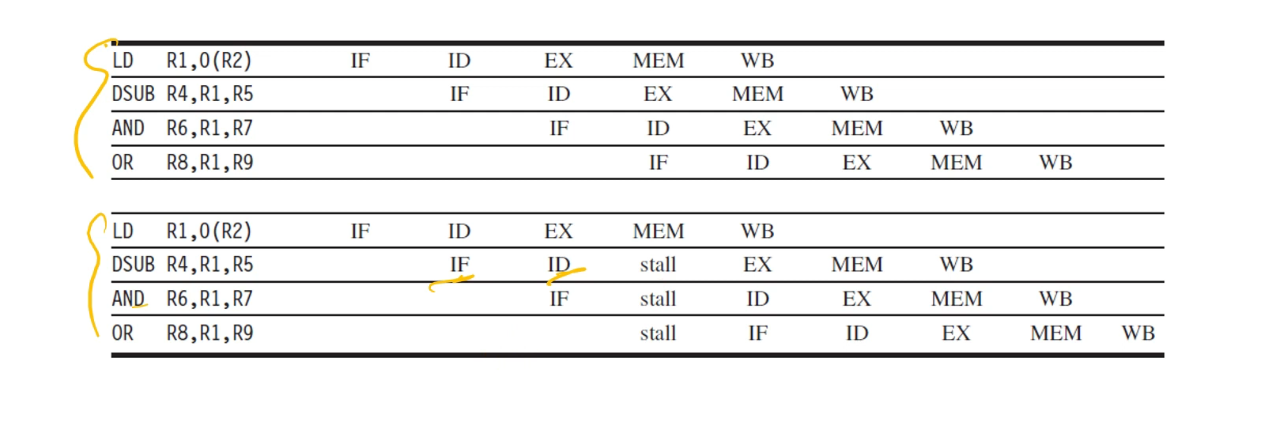 LD R1,0(R2) IF ID EX MEM WB
DSUB R4,R1,R5 IF ID EX MEM WB
AND R6,R1,R7 IF ID EX MEM WB
OR R8,R1,R9 IF ID EX MEM WB
LD R1,0(R2) IF ID EX MEM WB
DSUB R4,R1,R5 IF ID stall EX MEM WB
AND R6,R1,R7 IF stall ID EX MEM WB
OR R8,R1,R9 stall IF ID EX MEM WB